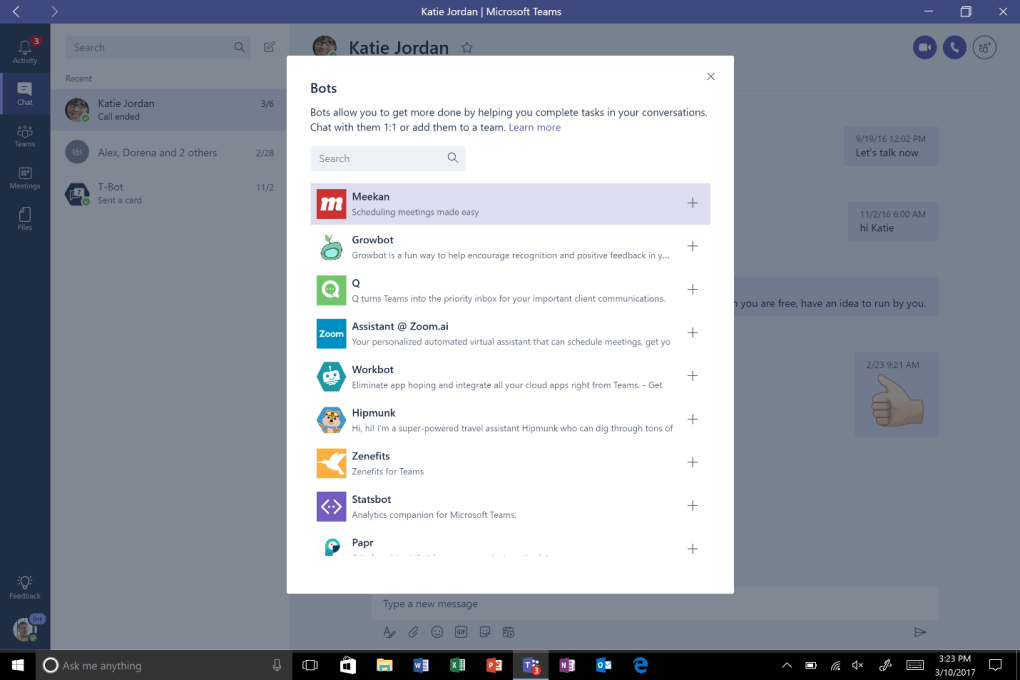 Katie Jordan | Microsoft Teams
3
Activity
Chat
Teams
Meetings
Files
Feedback
Int
Search
Recent
Katie Jordan 3/6
Call ended
Alex, Dorena and 2 others 2/28
T-Bot 11/2
Sent a card
Katie Jordan
9/19/16 12:02 PM
Let's talk now
11/2/16 6:00 AM
hi Katie
you are free, have an idea to run by you.
2/23 9:21 AM
Type a new message
GIF
Bots
Bots allow you to get more done by helping you complete tasks in your conversations.
Chat with them 1:1 or add them to a team. Learn more
Search
m
Meekan
Scheduling meetings made easy
Growbot
Growbot is a fun way to help encourage recognition and positive feedback in y...
Q
Q turns Teams into the priority inbox for your important client communications.
Zoom
Assistant @ Zoom.ai
Your personalized automated virtual assistant that can schedule meetings, get yo
Workbot
Eliminate app hoping and integrate all your cloud apps right from Teams. - Get
Hipmunk
Hi, hi! I'm a super-powered travel assistant Hipmunk who can dig through tons of
Zenefits
Zenefits for Teams
Statsbot
Analytics companion for Microsoft Teams.
Papr
Ask me anything
3
3:23 PM
3/10/2017